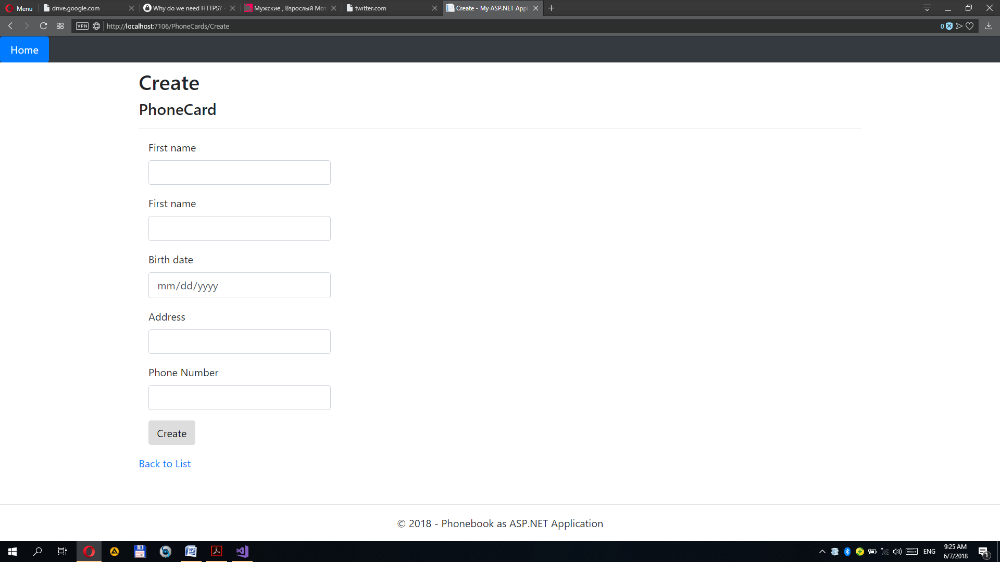 Menu
drive.google.com
Why do we need HTTPS? -
Мужские , Взрослый Мот
twitter.com
Create - My ASP.NET Appl
VPN
http://localhost:7106/PhoneCards/Create
0
Home
Create
PhoneCard
First name
First name
Birth date
mm/dd/yyyy
Address
Phone Number
Create
Back to List
© 2018 - Phonebook as ASP.NET Application
ENG
9:25 AM
6/7/2018
1